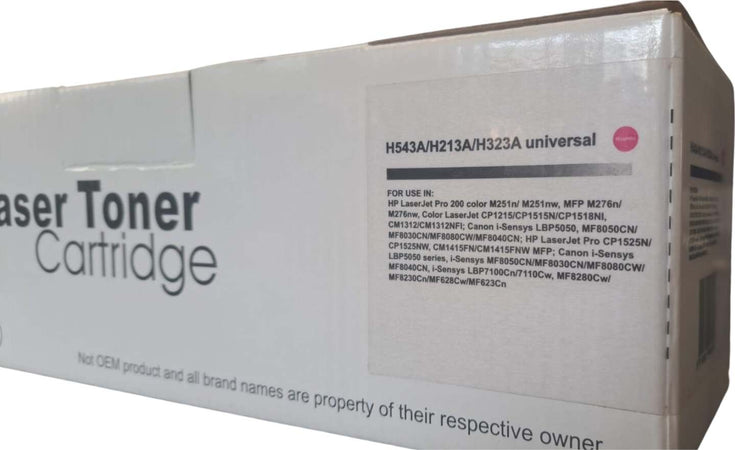 H543A/H213A/H323A universal
Magenta
FOR USE IN:
HP LaserJet Pro 200 color M251n/ M251nw, MFP M276n/
M276nw, Color LaserJet CP1215/CP1515N/CP1518NI,
CM1312/CM1312NFI; Canon i-Sensys LBP5050, MF8050CN/
MF8030CN/MF8080CW/MF8040CN; HP LaserJet Pro CP1525N/
CP1525NW, CM1415FN/CM1415FNW MFP; Canon i-Sensys
LBP5050 series, i-Sensys MF8050CN/MF8030CN/MF8080CW/
MF8040CN, i-Sensys LBP7100Cn/7110Cw, MF8280Cw/
MF8230Cn/MF628Cw/MF623Cn
aser Toner
Cartridge
Not OEM product and all brand names are property of their respective owner